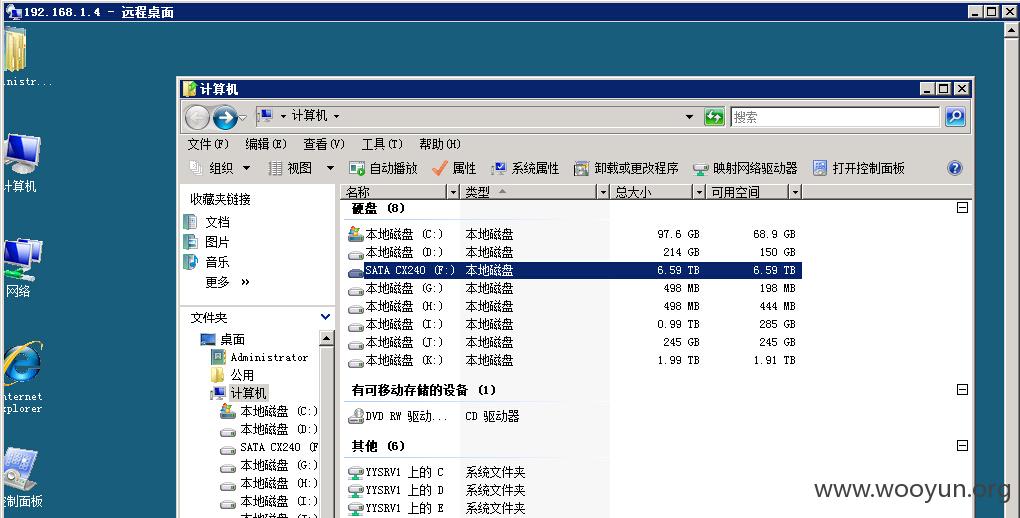 192.168.1.4 - 远程桌面
计算机
计算机
搜索
文件(F) 编辑(E) 查看(V) 工具(T) 帮助(H)
组织 视图 自动播放 属性 系统属性 卸载或更改程序 映射网络驱动器 打开控制面板
收藏夹链接
文档
图片
音乐
更多 »
文件夹
桌面
Administrator
公用
计算机
本地磁盘 (C:)
本地磁盘 (D:)
SATA CX240 (F
本地磁盘 (G:)
本地磁盘 (H:)
本地磁盘 (I:)
名称 类型 总大小 可用空间
硬盘 (8)
本地磁盘 (C:) 本地磁盘 97.6 GB 68.9 GB
本地磁盘 (D:) 本地磁盘 214 GB 150 GB
SATA CX240 (F:) 本地磁盘 6.59 TB 6.59 TB
本地磁盘 (G:) 本地磁盘 498 MB 198 MB
本地磁盘 (H:) 本地磁盘 498 MB 444 MB
本地磁盘 (I:) 本地磁盘 0.99 TB 285 GB
本地磁盘 (J:) 本地磁盘 245 GB 245 GB
本地磁盘 (K:) 本地磁盘 1.99 TB 1.91 TB
有可移动存储的设备 (1)
DVD RW 驱动... CD 驱动器
其他 (6)
YYSRV1 上的 C 系统文件夹
YYSRV1 上的 D 系统文件夹
YYSRV1 上的 E 系统文件夹
inistr...
计算机
网络
nternet
xplorer
控制面板
www.wooyun.org